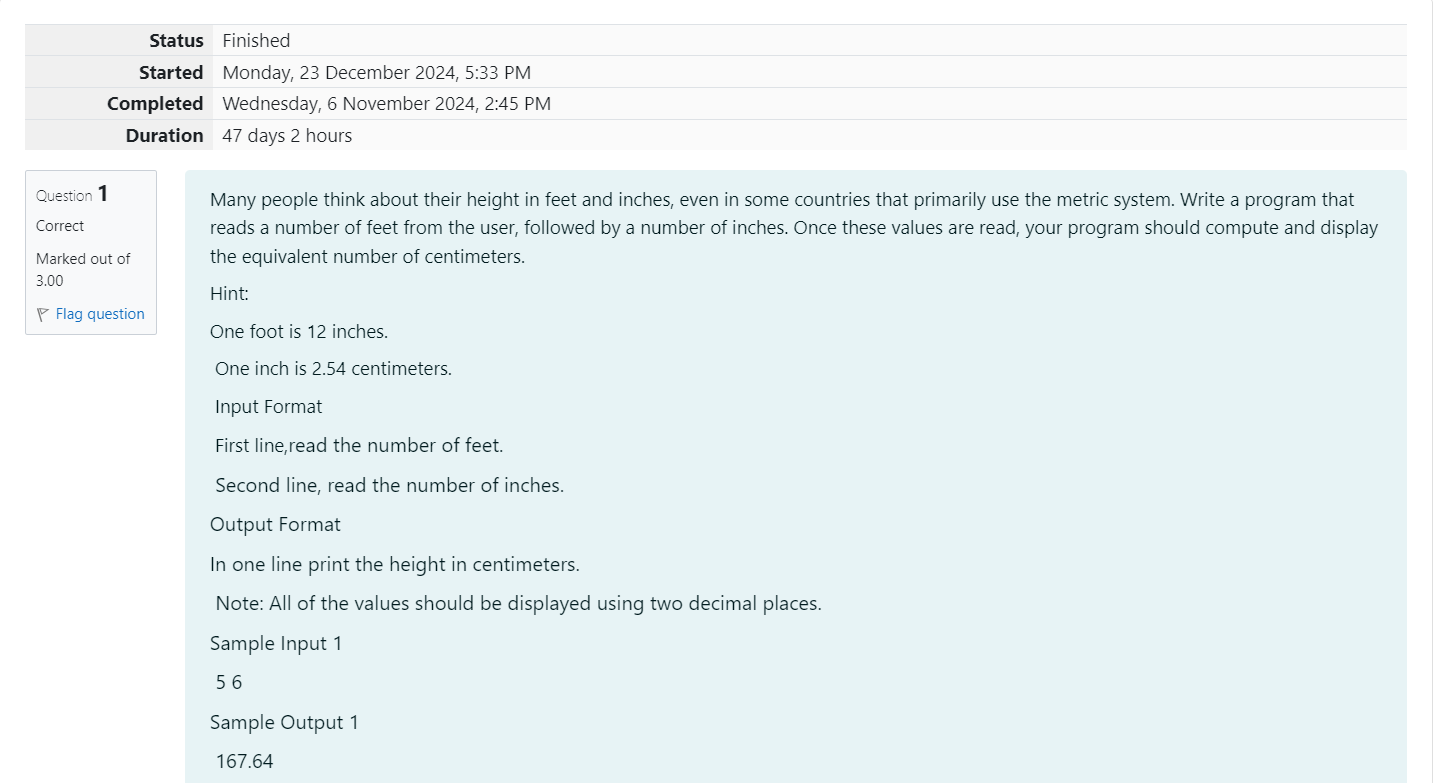 Status Finished
Started Monday, 23 December 2024, 5:33 PM
Completed Wednesday, 6 November 2024, 2:45 PM
Duration 47 days 2 hours
Question 1
Correct
Marked out of
3.00
Flag question
Many people think about their height in feet and inches, even in some countries that primarily use the metric system. Write a program that
reads a number of feet from the user, followed by a number of inches. Once these values are read, your program should compute and display
the equivalent number of centimeters.
Hint:
One foot is 12 inches.
One inch is 2.54 centimeters.
Input Format
First line,read the number of feet.
Second line, read the number of inches.
Output Format
In one line print the height in centimeters.
Note: All of the values should be displayed using two decimal places.
Sample Input 1
5 6
Sample Output 1
167.64